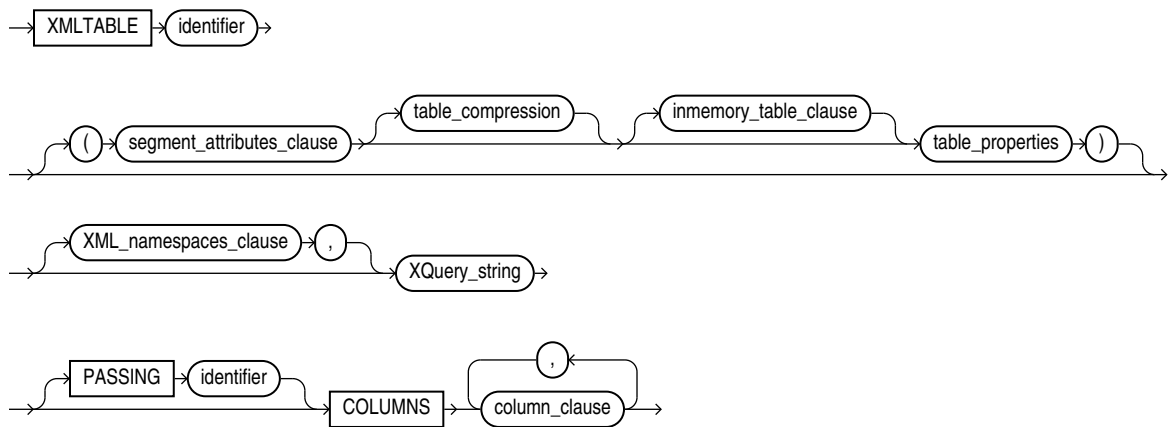 XMLTABLE identifier
table_compression inmemory_table_clause
( segment_attributes_clause table_properties )
XML_namespaces_clause ,
XQuery_string
,
PASSING identifier
COLUMNS column_clause